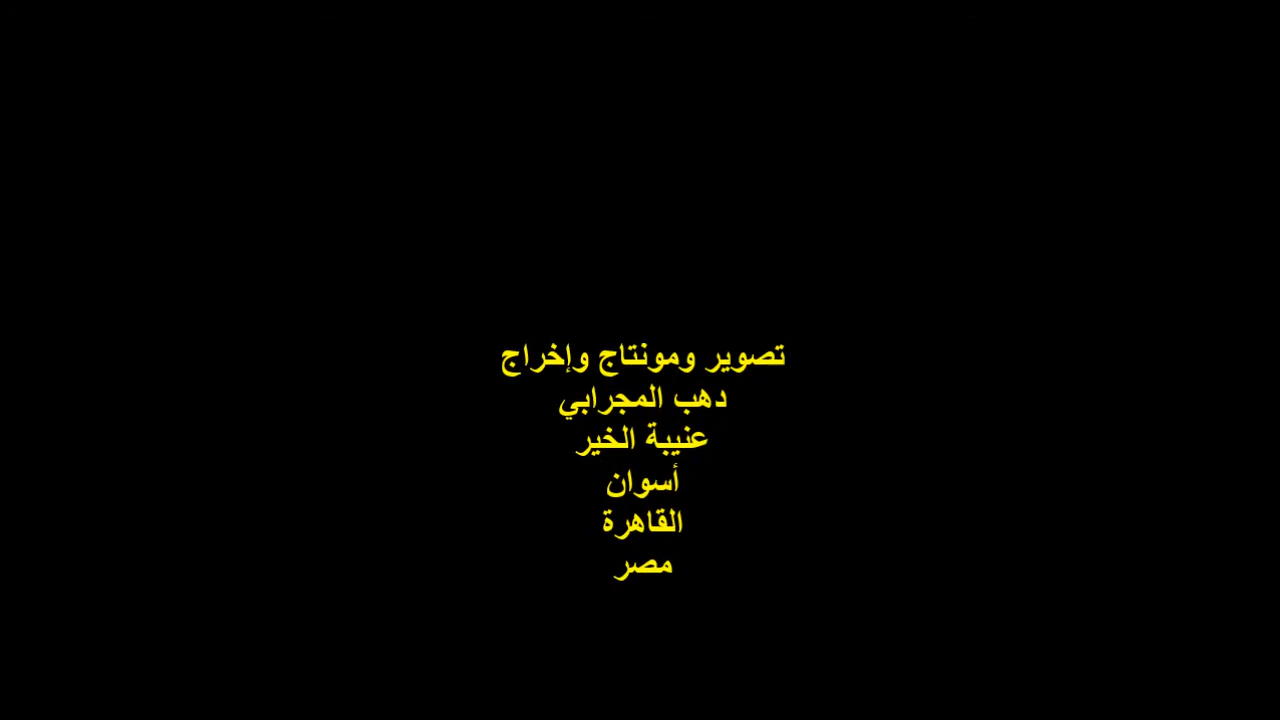 تصوير ومونتاج وإخراج
دهب المجرابي
عنيبة الخير
أسوان
القاهرة
مصر